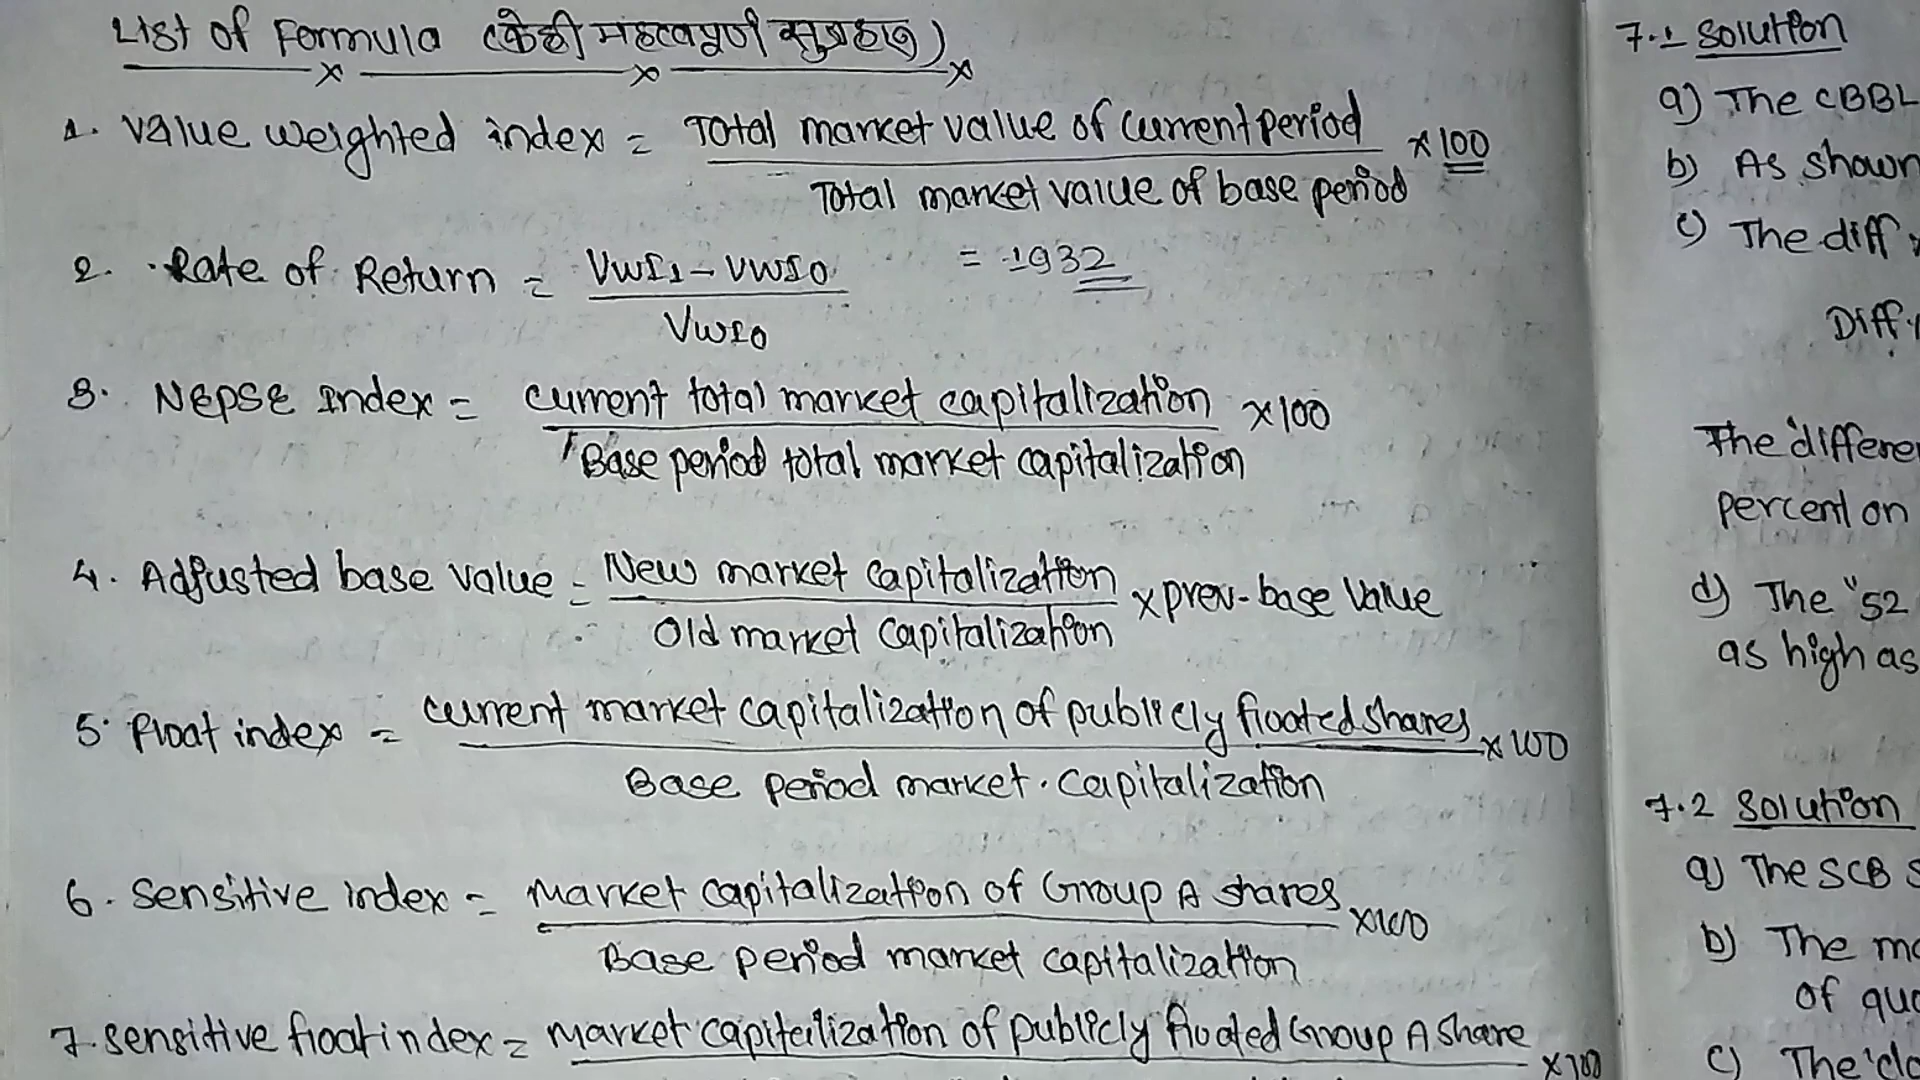 List of Formula (केही महत्वपूर्ण सुत्रहरु)
1. Value weighted index = Total market value of current period × 100
Total market value of base period
2. Rate of Return = VWI1 - VWI0 = 1932
VWI0
3. NEPSE Index = current total market capitalization × 100
Base period total market capitalization
4. Adjusted base value = New market capitalization × prev. base value
Old market capitalization
5. Float index = current market capitalization of publicly floated shares × 100
Base period market capitalization
6. Sensitive index = Market capitalization of Group A shares × 100
Base period market capitalization
7. Sensitive float index = Market capitalization of publicly floated Group A share × 100
7.1 Solution
a) The CBBL
b) As shown
c) The diff
Diff.
The differen
percent on
d) The "52
as high as
7.2 Solution
a) The SCB S
b) The mo
of quo
c) The clo